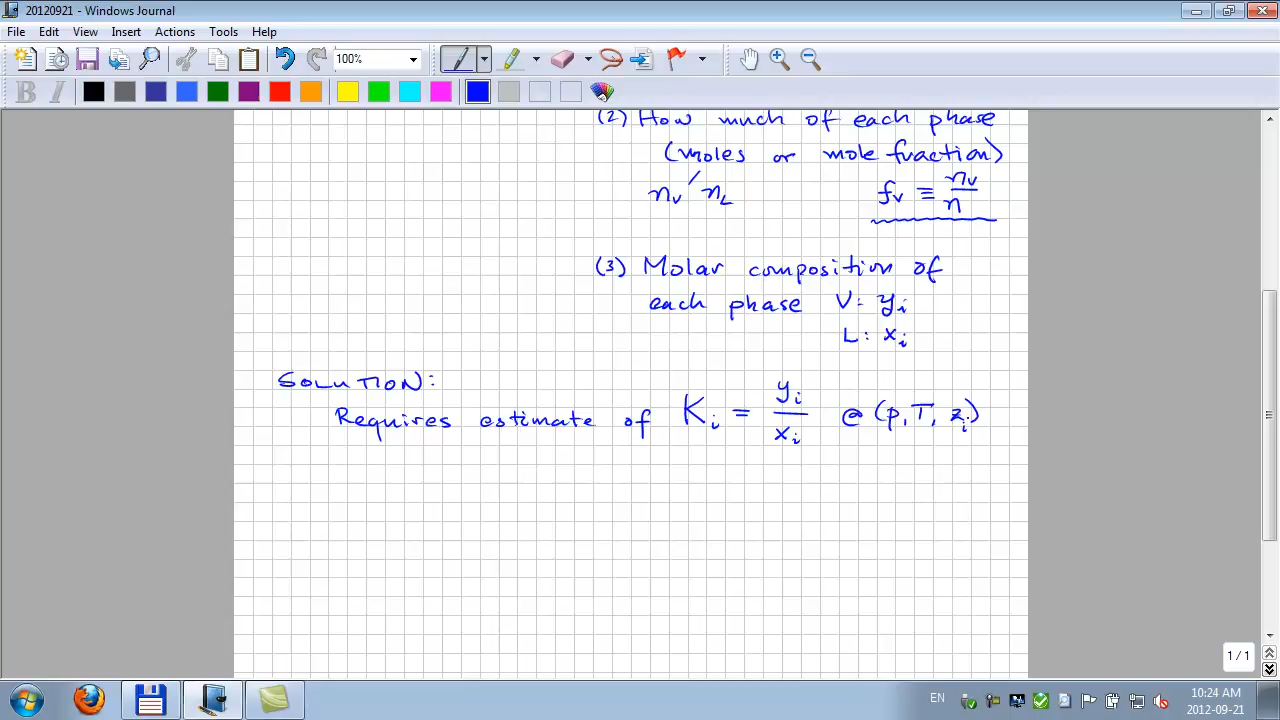 20120921 - Windows Journal
File Edit View Insert Actions Tools Help
100%
B I
(2) How much of each phase
(moles or mole fraction)
nv nL fv ≡ nv/n
(3) Molar composition of
each phase V: yi
L: xi
SOLUTION:
Requires estimate of Ki = yi/xi @ (p, T, zi)
1 / 1
EN
10:24 AM
2012-09-21